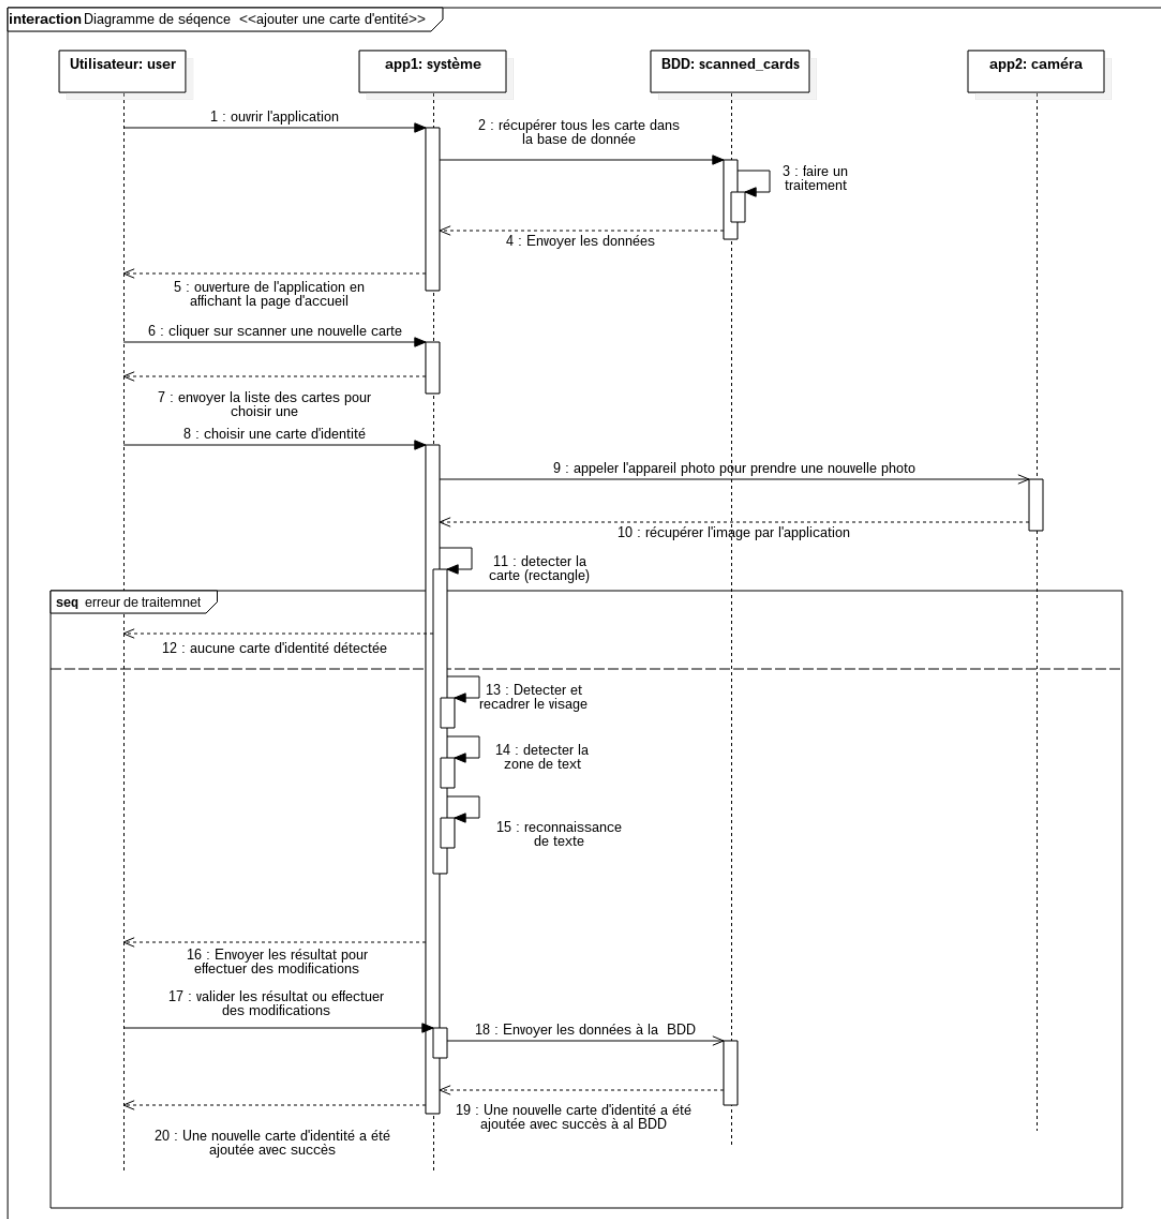 interaction Diagramme de séqence <<ajouter une carte d'entité>>
Utilisateur: user
app1: système
BDD: scanned_cards
app2: caméra
1 : ouvrir l'application
2 : récupérer tous les carte dans
la base de donnée
3 : faire un
traitement
4 : Envoyer les données
5 : ouverture de l'application en
affichant la page d'accueil
6 : cliquer sur scanner une nouvelle carte
7 : envoyer la liste des cartes pour
choisir une
8 : choisir une carte d'identité
9 : appeler l'appareil photo pour prendre une nouvelle photo
10 : récupérer l'image par l'application
11 : detecter la
carte (rectangle)
seq erreur de traitemnet
12 : aucune carte d'identité détectée
13 : Detecter et
recadrer le visage
14 : detecter la
zone de text
15 : reconnaissance
de texte
16 : Envoyer les résultat pour
effectuer des modifications
17 : valider les résultat ou effectuer
des modifications
18 : Envoyer les données à la BDD
19 : Une nouvelle carte d'identité a été
ajoutée avec succès à al BDD
20 : Une nouvelle carte d'identité a été
ajoutée avec succès